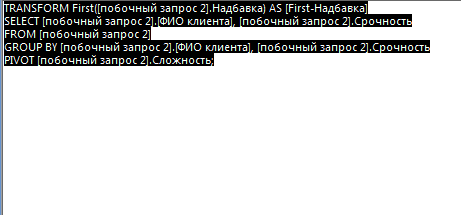 TRANSFORM First([побочный запрос 2].Надбавка) AS [First-Надбавка]
SELECT [побочный запрос 2].[ФИО клиента], [побочный запрос 2].Срочность
FROM [побочный запрос 2]
GROUP BY [побочный запрос 2].[ФИО клиента], [побочный запрос 2].Срочность
PIVOT [побочный запрос 2].Сложность;